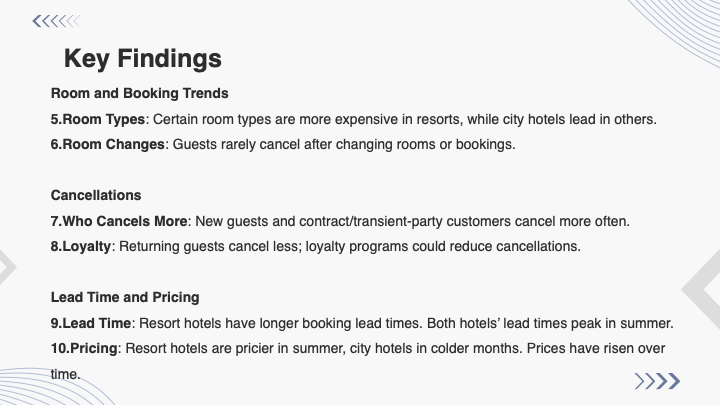 Key Findings
Room and Booking Trends
5.Room Types: Certain room types are more expensive in resorts, while city hotels lead in others.
6.Room Changes: Guests rarely cancel after changing rooms or bookings.
Cancellations
7.Who Cancels More: New guests and contract/transient-party customers cancel more often.
8.Loyalty: Returning guests cancel less; loyalty programs could reduce cancellations.
Lead Time and Pricing
9.Lead Time: Resort hotels have longer booking lead times. Both hotels’ lead times peak in summer.
10.Pricing: Resort hotels are pricier in summer, city hotels in colder months. Prices have risen over
time.